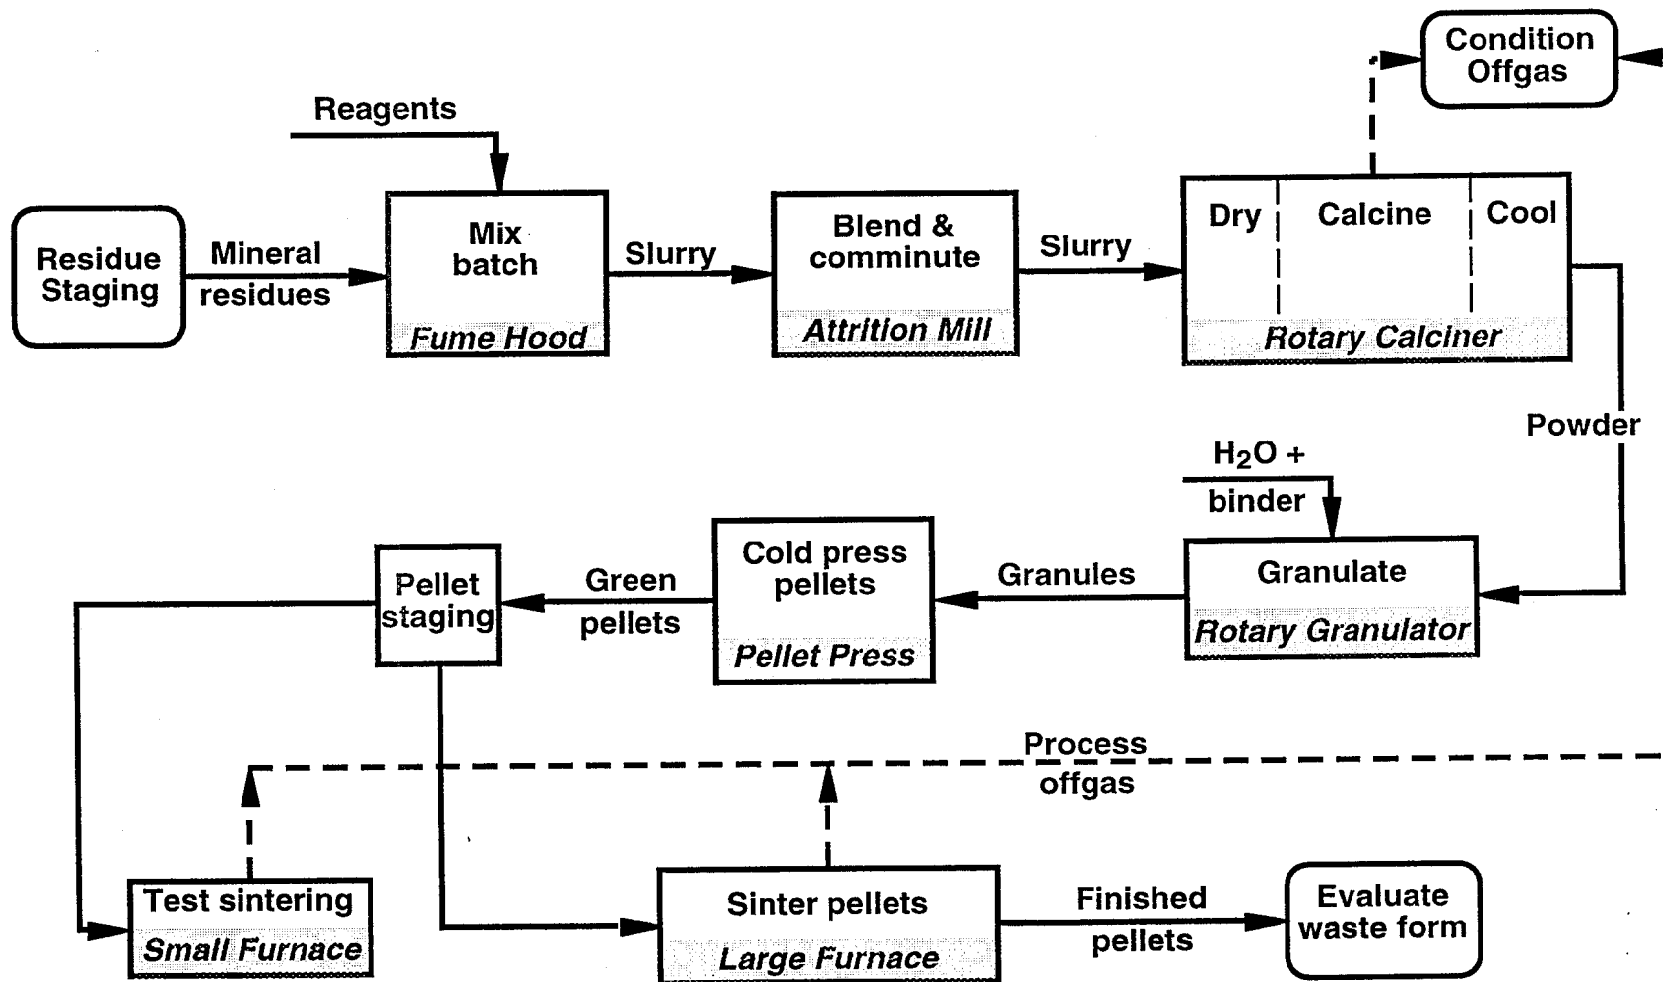 Condition
Offgas
Reagents
Residue
Staging
Mineral
residues
Mix
batch
Fume Hood
Slurry
Blend &
comminute
Attrition Mill
Slurry
Dry
Calcine
Cool
Rotary Calciner
Powder
H₂O +
binder
Granulate
Rotary Granulator
Granules
Cold press
pellets
Pellet Press
Green
pellets
Pellet
staging
Process
offgas
Test sintering
Small Furnace
Sinter pellets
Large Furnace
Finished
pellets
Evaluate
waste form